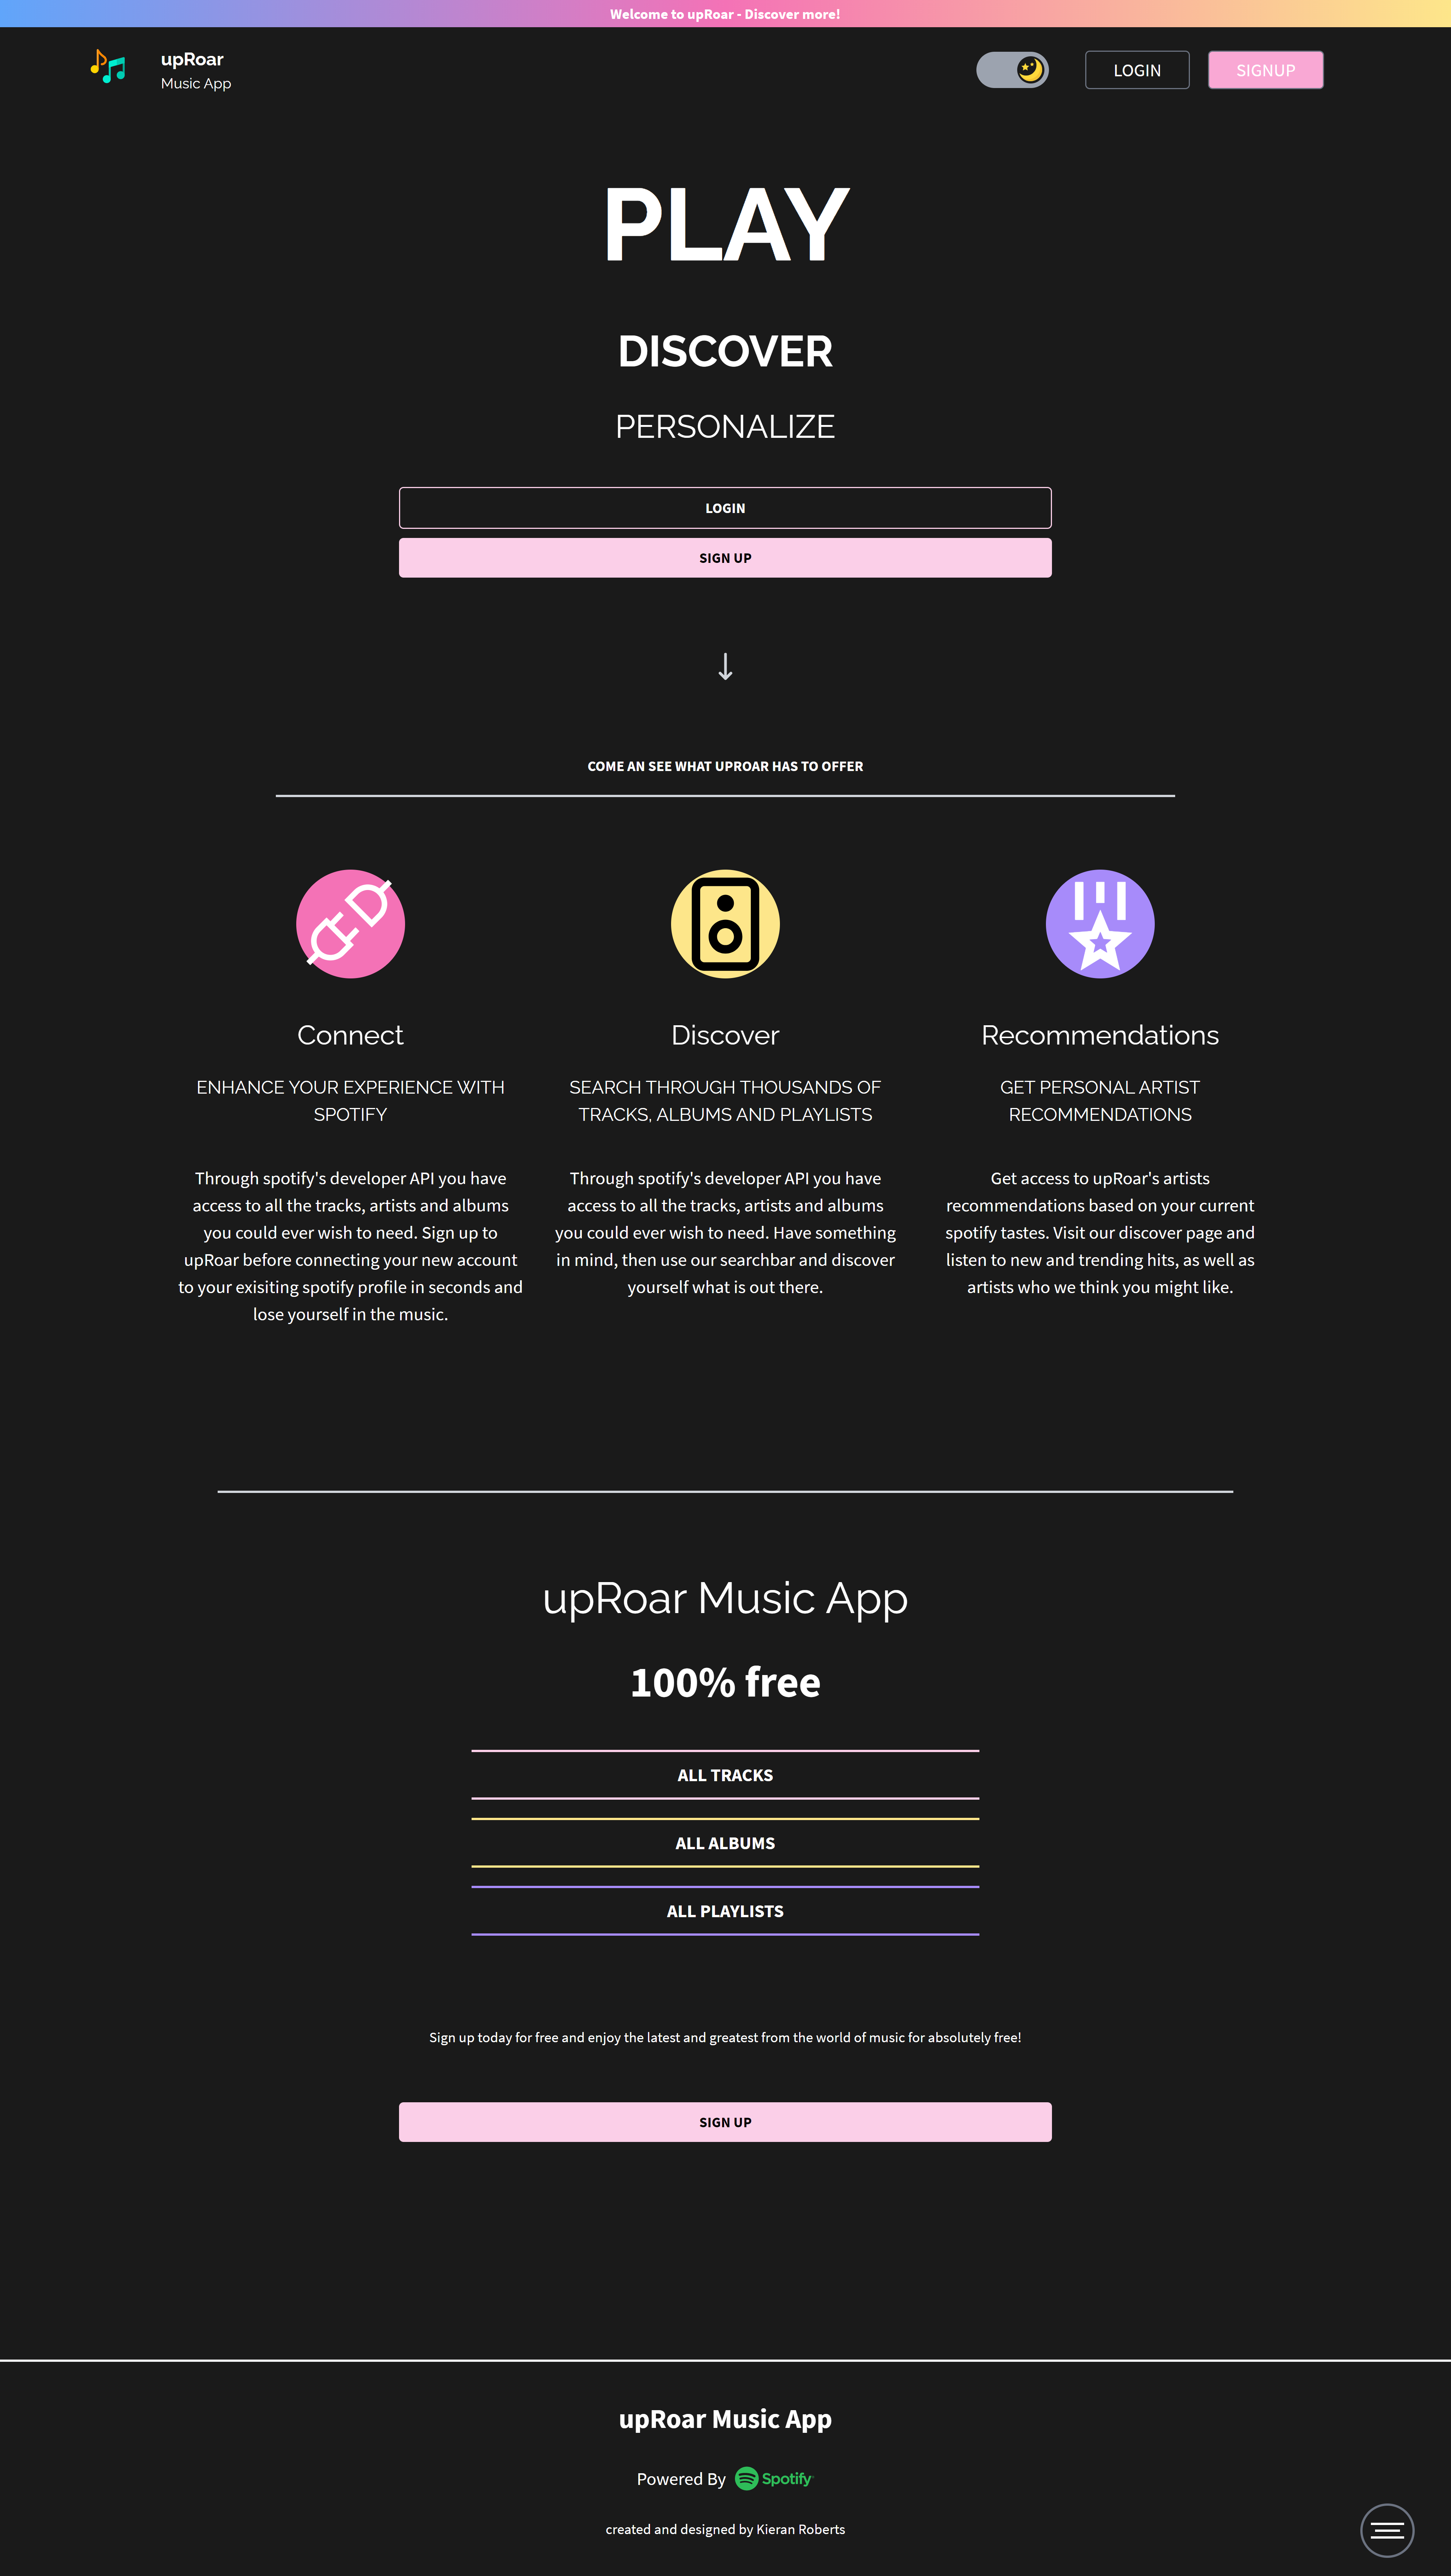 Welcome to upRoar - Discover more!
upRoar
Music App
LOGIN
SIGNUP
PLAY
DISCOVER
PERSONALIZE
LOGIN
SIGN UP
COME AN SEE WHAT UPROAR HAS TO OFFER
Connect
ENHANCE YOUR EXPERIENCE WITH
SPOTIFY
Through spotify's developer API you have
access to all the tracks, artists and albums
you could ever wish to need. Sign up to
upRoar before connecting your new account
to your exisiting spotify profile in seconds and
lose yourself in the music.
Discover
SEARCH THROUGH THOUSANDS OF
TRACKS, ALBUMS AND PLAYLISTS
Through spotify's developer API you have
access to all the tracks, artists and albums
you could ever wish to need. Have something
in mind, then use our searchbar and discover
yourself what is out there.
Recommendations
GET PERSONAL ARTIST
RECOMMENDATIONS
Get access to upRoar's artists
recommendations based on your current
spotify tastes. Visit our discover page and
listen to new and trending hits, as well as
artists who we think you might like.
upRoar Music App
100% free
ALL TRACKS
ALL ALBUMS
ALL PLAYLISTS
Sign up today for free and enjoy the latest and greatest from the world of music for absolutely free!
SIGN UP
upRoar Music App
Powered By Spotify
created and designed by Kieran Roberts